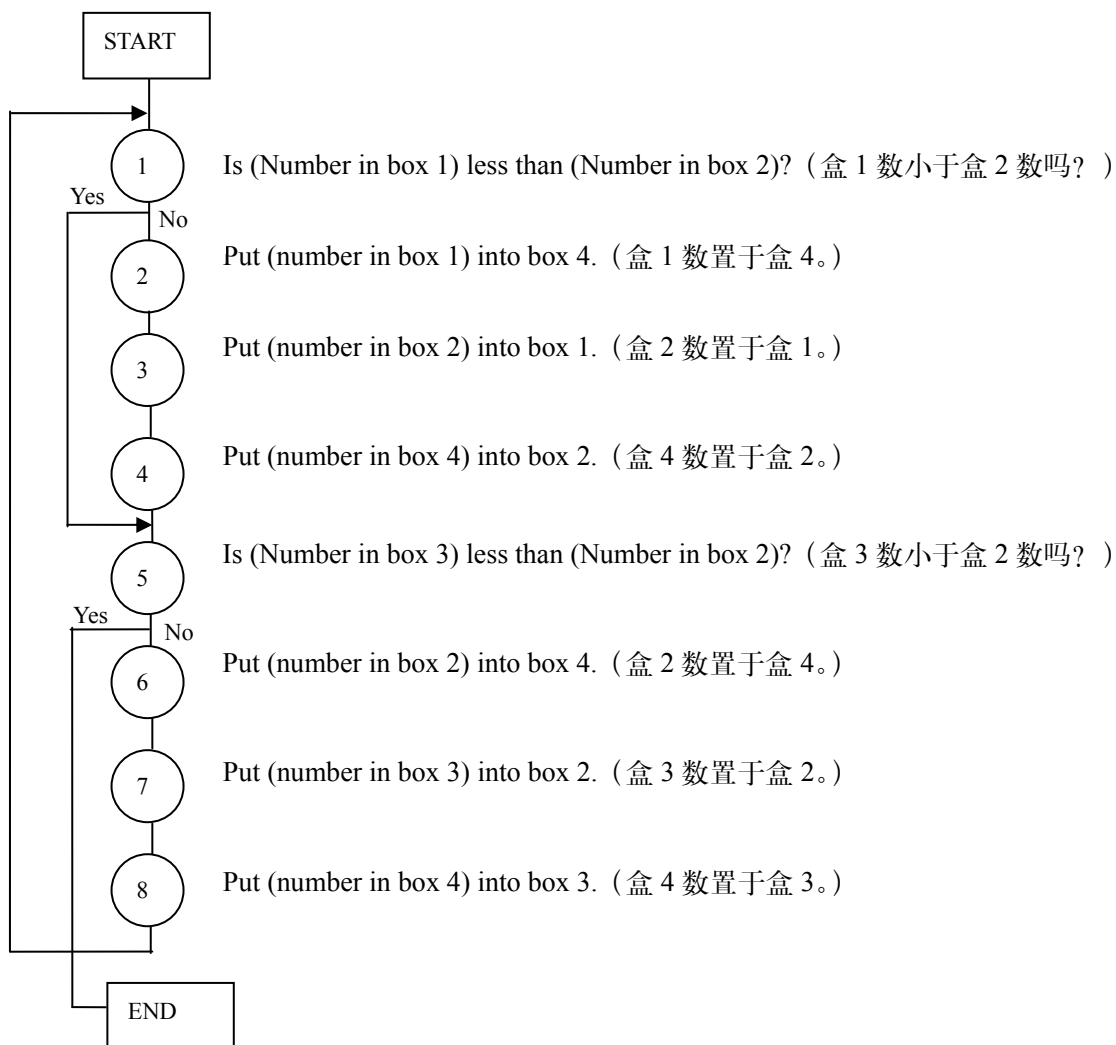 START
1
Is (Number in box 1) less than (Number in box 2)?（盒 1 数小于盒 2 数吗？）
Yes
No
2
Put (number in box 1) into box 4.（盒 1 数置于盒 4。）
3
Put (number in box 2) into box 1.（盒 2 数置于盒 1。）
4
Put (number in box 4) into box 2.（盒 4 数置于盒 2。）
5
Is (Number in box 3) less than (Number in box 2)?（盒 3 数小于盒 2 数吗？）
Yes
No
6
Put (number in box 2) into box 4.（盒 2 数置于盒 4。）
7
Put (number in box 3) into box 2.（盒 3 数置于盒 2。）
8
Put (number in box 4) into box 3.（盒 4 数置于盒 3。）
END